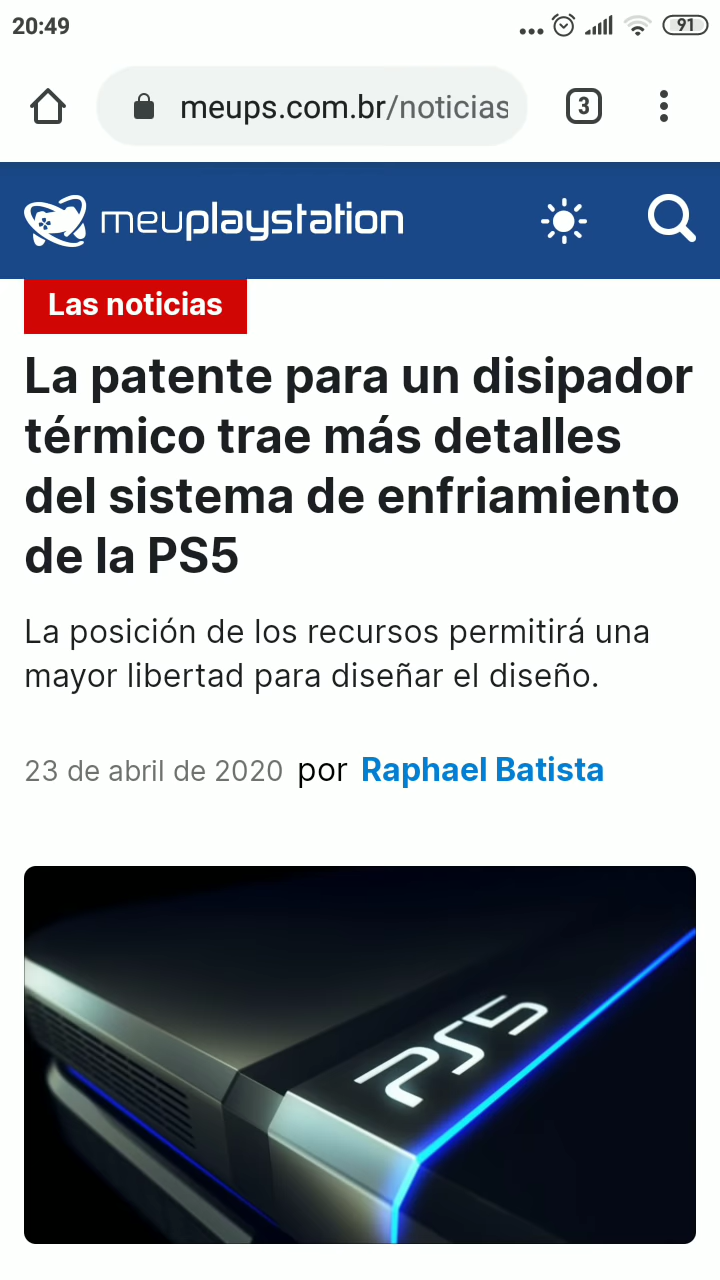 20:49
91
meups.com.br/noticias
3
meuplaystation
Las noticias
La patente para un disipador
térmico trae más detalles
del sistema de enfriamiento
de la PS5
La posición de los recursos permitirá una
mayor libertad para diseñar el diseño.
23 de abril de 2020 por Raphael Batista
PS5